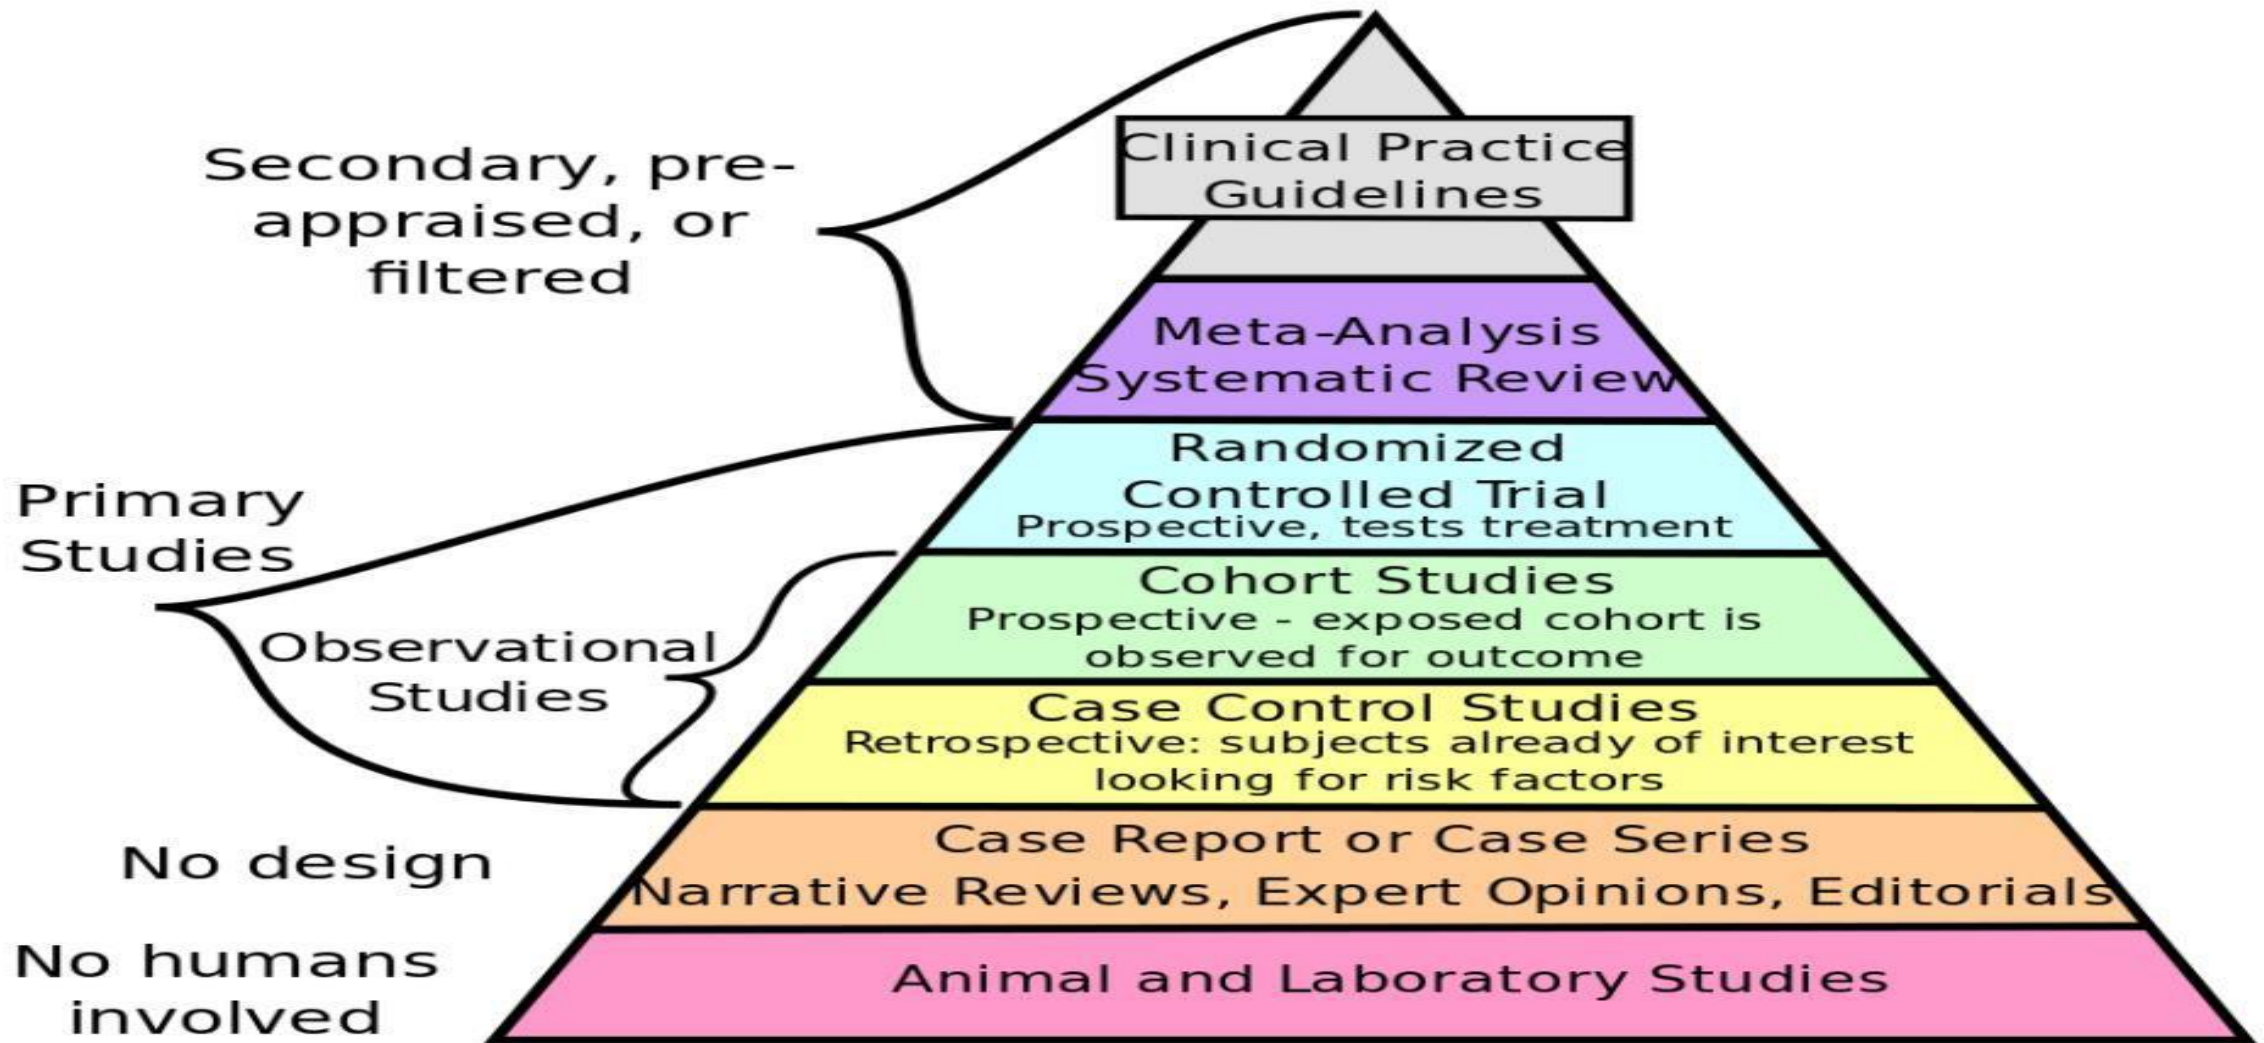 Secondary, pre-
appraised, or
filtered
Clinical Practice
Guidelines
Meta-Analysis
Systematic Review
Primary
Studies
Randomized
Controlled Trial
Prospective, tests treatment
Observational
Studies
Cohort Studies
Prospective - exposed cohort is
observed for outcome
Case Control Studies
Retrospective: subjects already of interest
looking for risk factors
No design
Case Report or Case Series
Narrative Reviews, Expert Opinions, Editorials
No humans
involved
Animal and Laboratory Studies